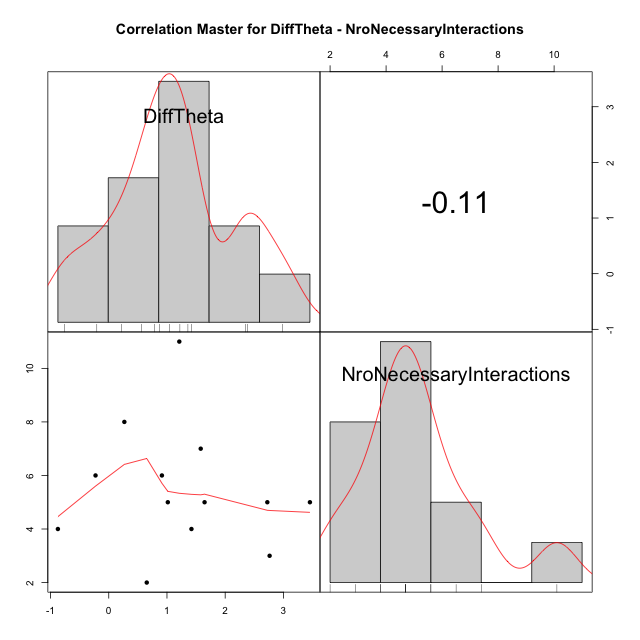 Correlation Master for DiffTheta - NroNecessaryInteractions
2 4 6 8 10
DiffTheta
-0.11
3
2
1
0
-1
NroNecessaryInteractions
10
8
6
4
2
-1 0 1 2 3